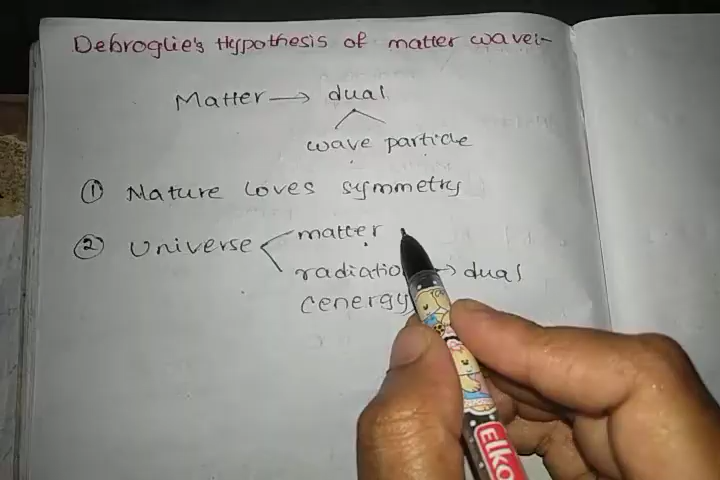 Debroglie's Hypothesis of matter wave:-
Matter → dual
wave particle
① Nature loves symmetry
② Universe matter
radiation → dual
(energy
Elko